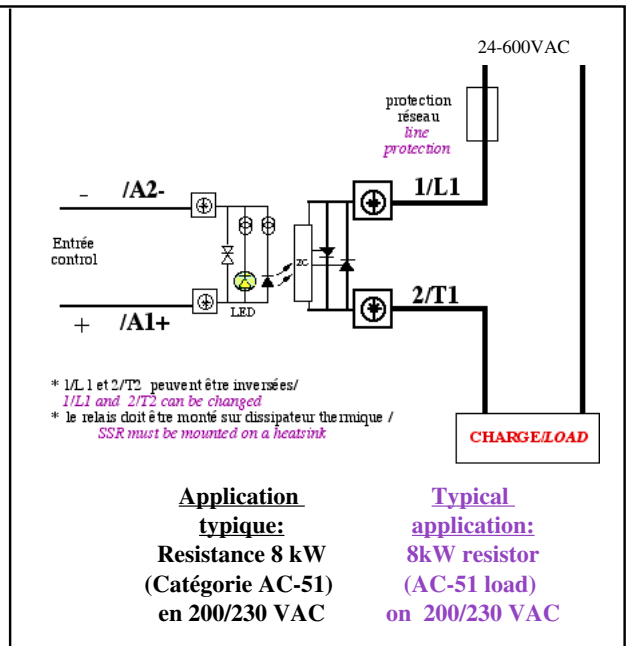 24-600VAC
protection
réseau
line
protection
- /A2-
1/L1
Entrée
control
ZC
LED
2/T1
+ /A1+
* 1/L1 et 2/T2 peuvent être inversées/
1/L1 and 2/T2 can be changed
* le relais doit être monté sur dissipateur thermique /
SSR must be mounted on a heatsink
CHARGE/LOAD
Application
typique:
Resistance 8 kW
(Catégorie AC-51)
en 200/230 VAC
Typical
application:
8kW resistor
(AC-51 load)
on 200/230 VAC